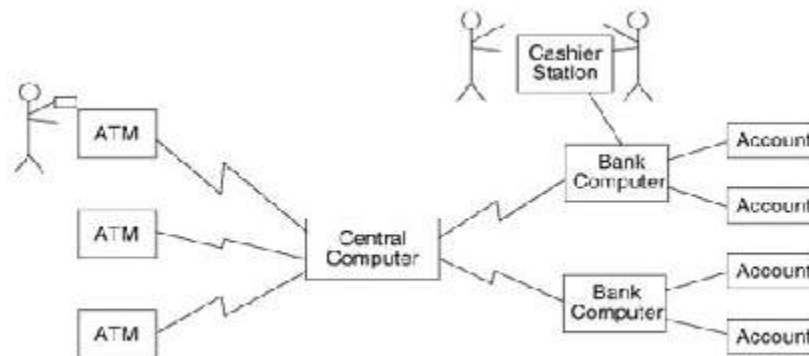 Cashier
Station
ATM
Account
Bank
Computer
Account
ATM
Central
Computer
Account
Bank
Computer
ATM
Account